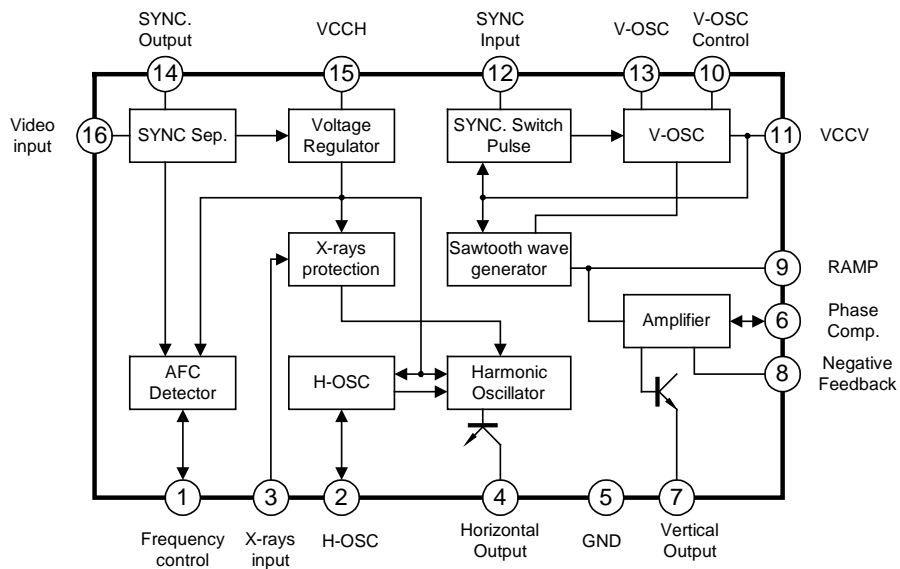 SYNC.
Output
VCCH
SYNC
Input
V-OSC
V-OSC
Control
14
15
12
13
10
Video
input
16
SYNC Sep.
Voltage
Regulator
SYNC. Switch
Pulse
V-OSC
11
VCCV
X-rays
protection
Sawtooth wave
generator
9
RAMP
Amplifier
6
Phase
Comp.
AFC
Detector
H-OSC
Harmonic
Oscillator
8
Negative
Feedback
1
3
2
4
5
7
Frequency
control
X-rays
input
H-OSC
Horizontal
Output
GND
Vertical
Output